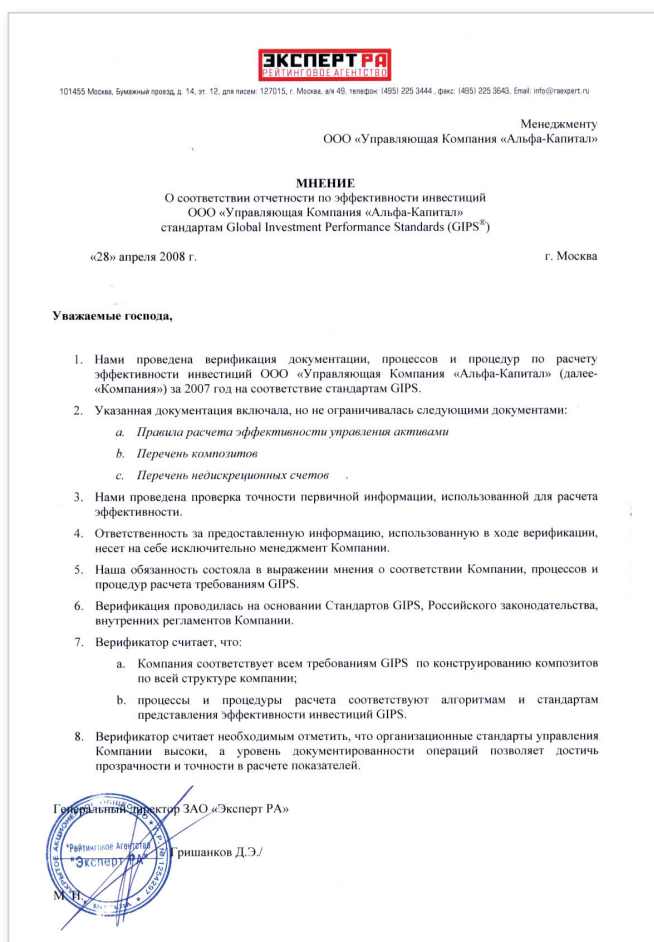 ЭКСПЕРТ РА
РЕЙТИНГОВОЕ АГЕНТСТВО
101455 Москва, Бумажный проезд, д. 14, эт. 12, для писем: 127015, г. Москва, а/я 49, телефон: (495) 225 3444 , факс: (495) 225 3643, Email: info@raexpert.ru
Менеджменту
ООО «Управляющая Компания «Альфа-Капитал»
МНЕНИЕ
О соответствии отчетности по эффективности инвестиций
ООО «Управляющая Компания «Альфа-Капитал»
стандартам Global Investment Performance Standards (GIPS®)
«28» апреля 2008 г.
г. Москва
Уважаемые господа,
1. Нами проведена верификация документации, процессов и процедур по расчету
эффективности инвестиций ООО «Управляющая Компания «Альфа-Капитал» (далее-
«Компания») за 2007 год на соответствие стандартам GIPS.
2. Указанная документация включала, но не ограничивалась следующими документами:
a. Правила расчета эффективности управления активами
b. Перечень композитов
c. Перечень недискреционных счетов
3. Нами проведена проверка точности первичной информации, использованной для расчета
эффективности.
4. Ответственность за предоставленную информацию, использованную в ходе верификации,
несет на себе исключительно менеджмент Компании.
5. Наша обязанность состояла в выражении мнения о соответствии Компании, процессов и
процедур расчета требованиям GIPS.
6. Верификация проводилась на основании Стандартов GIPS, Российского законодательства,
внутренних регламентов Компании.
7. Верификатор считает, что:
a. Компания соответствует всем требованиям GIPS по конструированию композитов
по всей структуре компании;
b. процессы и процедуры расчета соответствуют алгоритмам и стандартам
представления эффективности инвестиций GIPS.
8. Верификатор считает необходимым отметить, что организационные стандарты управления
Компании высоки, а уровень документированности операций позволяет достичь
прозрачности и точности в расчете показателей.
Генеральный директор ЗАО «Эксперт РА»
"Рейтинговое Агентство
"Эксперт РА"
Гришанков Д.Э./
М. П.